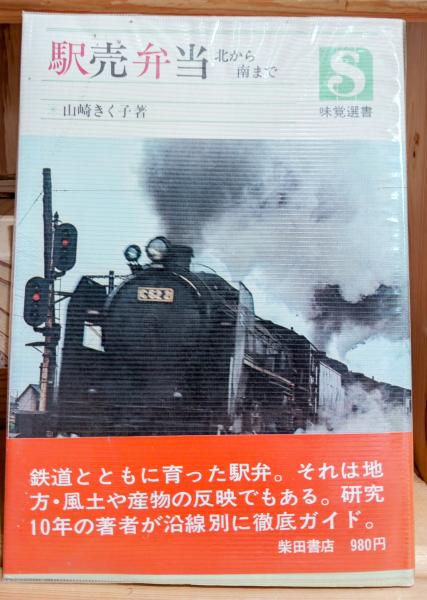 駅売弁当 北から
南まで
山崎きく子著
S
味覚選書
鉄道とともに育った駅弁。それは地
方・風土や産物の反映でもある。研究
10年の著者が沿線別に徹底ガイド。
柴田書店 980円